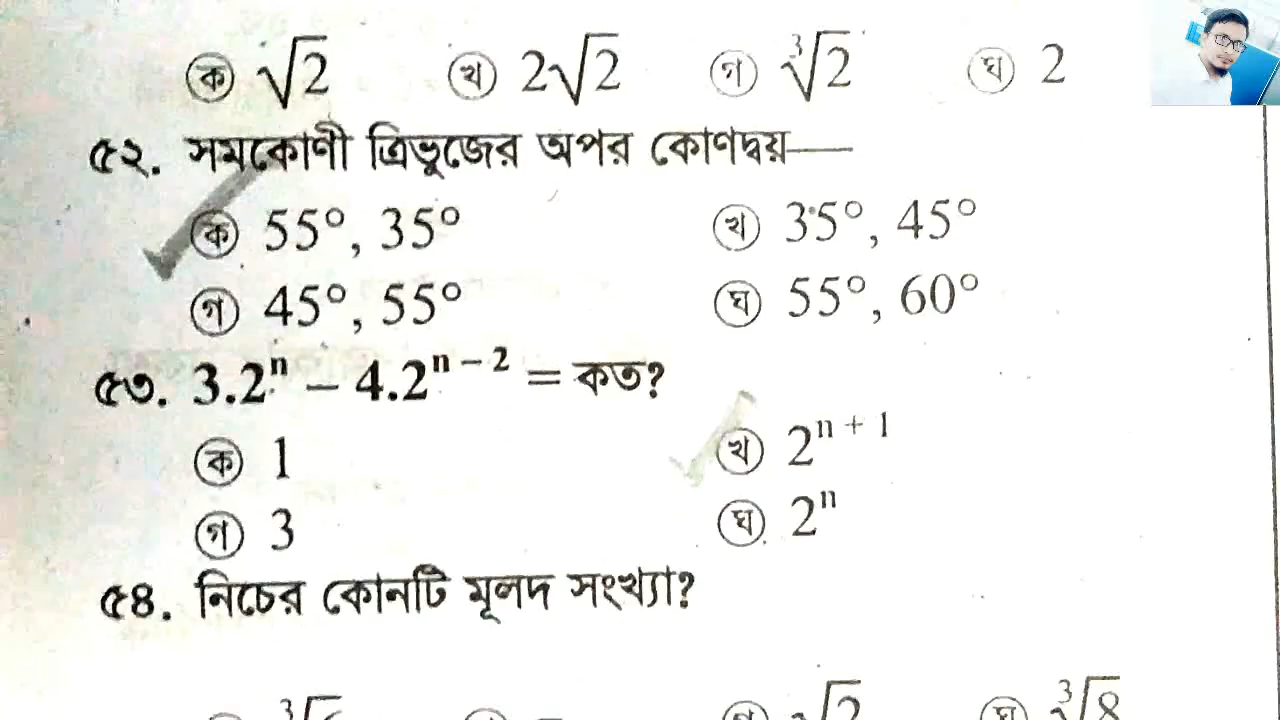 ক √2 খ 2√2 গ ∛2 ঘ 2
৫২. সমকোণী ত্রিভুজের অপর কোণদ্বয়—
ক 55°, 35° খ 35°, 45°
গ 45°, 55° ঘ 55°, 60°
৫৩. 3.2ⁿ – 4.2ⁿ⁻² = কত?
ক 1 খ 2ⁿ⁺¹
গ 3 ঘ 2ⁿ
৫৪. নিচের কোনটি মূলদ সংখ্যা?
ঘ ∛8